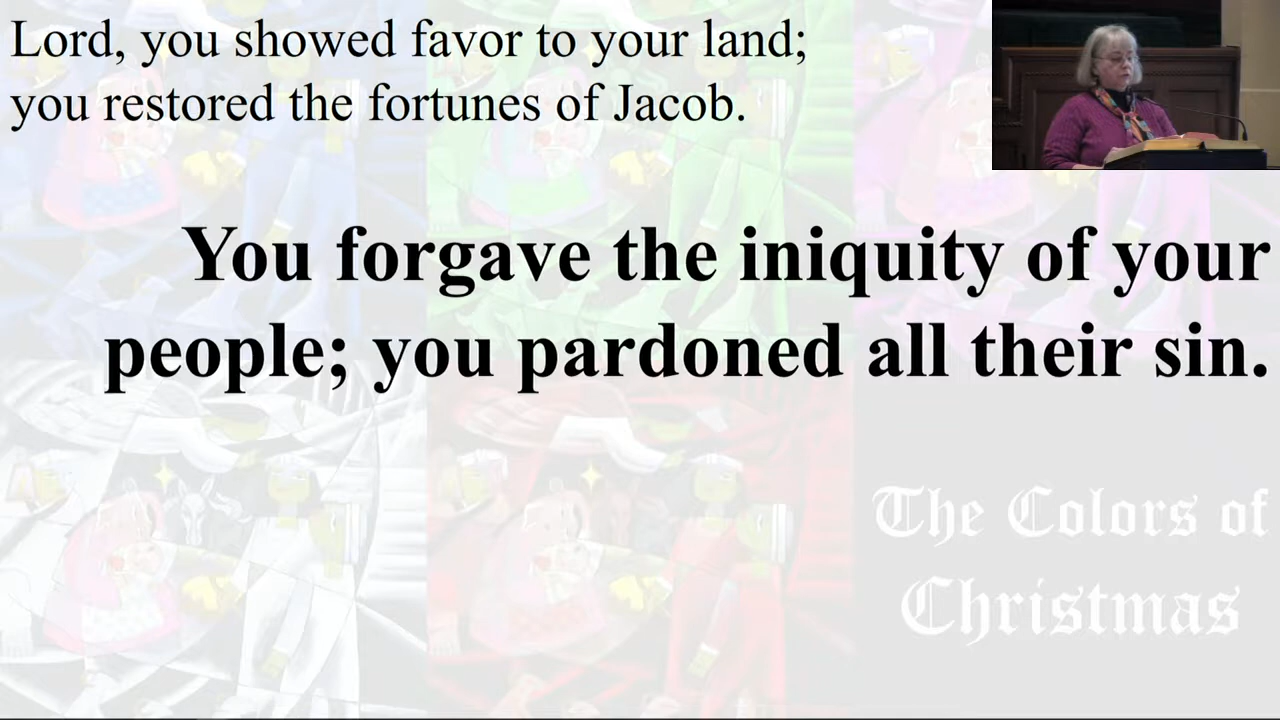 Lord, you showed favor to your land;
you restored the fortunes of Jacob.
You forgave the iniquity of your
people; you pardoned all their sin.
The Colors of
Christmas